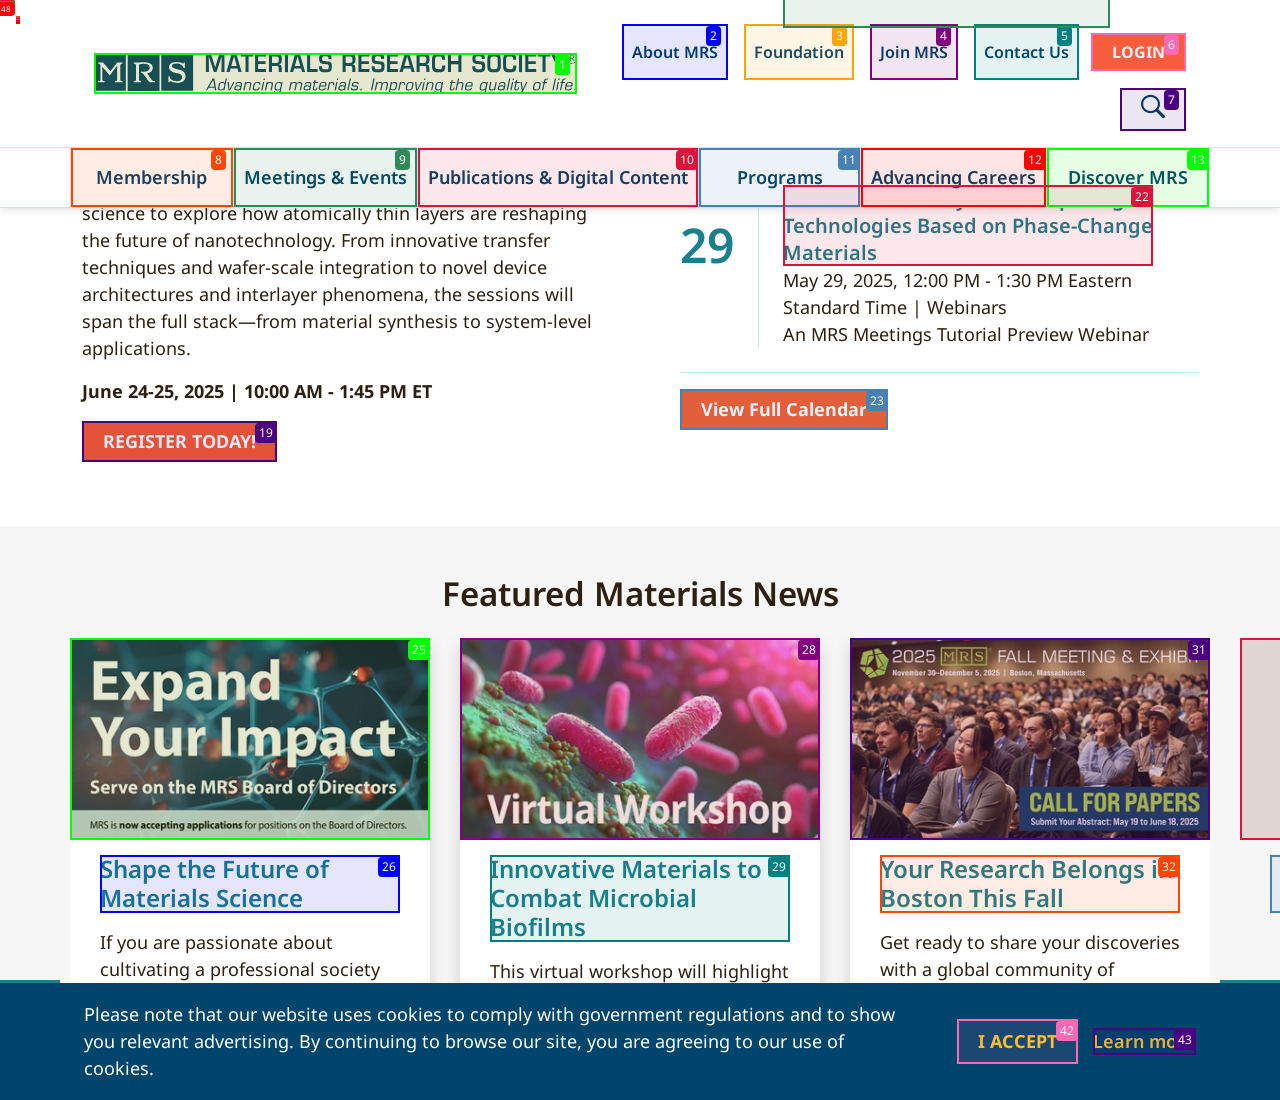 About MRS
Foundation
Join MRS
Contact Us
LOGIN
MRS MATERIALS RESEARCH SOCIETY
Advancing materials. Improving the quality of life.
Membership
Meetings & Events
Publications & Digital Content
Programs
Advancing Careers
Discover MRS
science to explore how atomically thin layers are reshaping
the future of nanotechnology. From innovative transfer
techniques and wafer-scale integration to novel device
architectures and interlayer phenomena, the sessions will
span the full stack—from material synthesis to system-level
applications.
June 24-25, 2025 | 10:00 AM - 1:45 PM ET
REGISTER TODAY!
29
Technologies Based on Phase-Change
Materials
May 29, 2025, 12:00 PM - 1:30 PM Eastern
Standard Time | Webinars
An MRS Meetings Tutorial Preview Webinar
View Full Calendar
Featured Materials News
Expand
Your Impact
Serve on the MRS Board of Directors
MRS is now accepting applications for positions on the Board of Directors.
Virtual Workshop
2025 MRS FALL MEETING & EXHIBIT
November 30–December 5, 2025 | Boston, Massachusetts
CALL FOR PAPERS
Submit Your Abstract: May 19 to June 18, 2025
Shape the Future of
Materials Science
If you are passionate about
cultivating a professional society
Innovative Materials to
Combat Microbial
Biofilms
This virtual workshop will highlight
Your Research Belongs in
Boston This Fall
Get ready to share your discoveries
with a global community of
Please note that our website uses cookies to comply with government regulations and to show
you relevant advertising. By continuing to browse our site, you are agreeing to our use of
cookies.
I ACCEPT
Learn mo
48
1
2
3
4
5
6
7
8
9
10
11
12
13
22
19
23
25
28
31
26
29
32
42
43